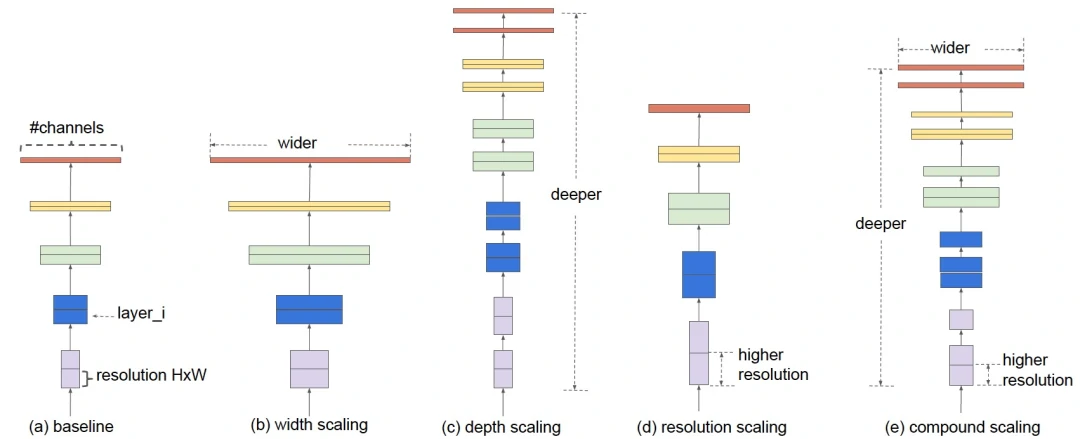 #channels
layer_i
resolution HxW
(a) baseline
wider
(b) width scaling
deeper
(c) depth scaling
higher
resolution
(d) resolution scaling
wider
deeper
higher
resolution
(e) compound scaling